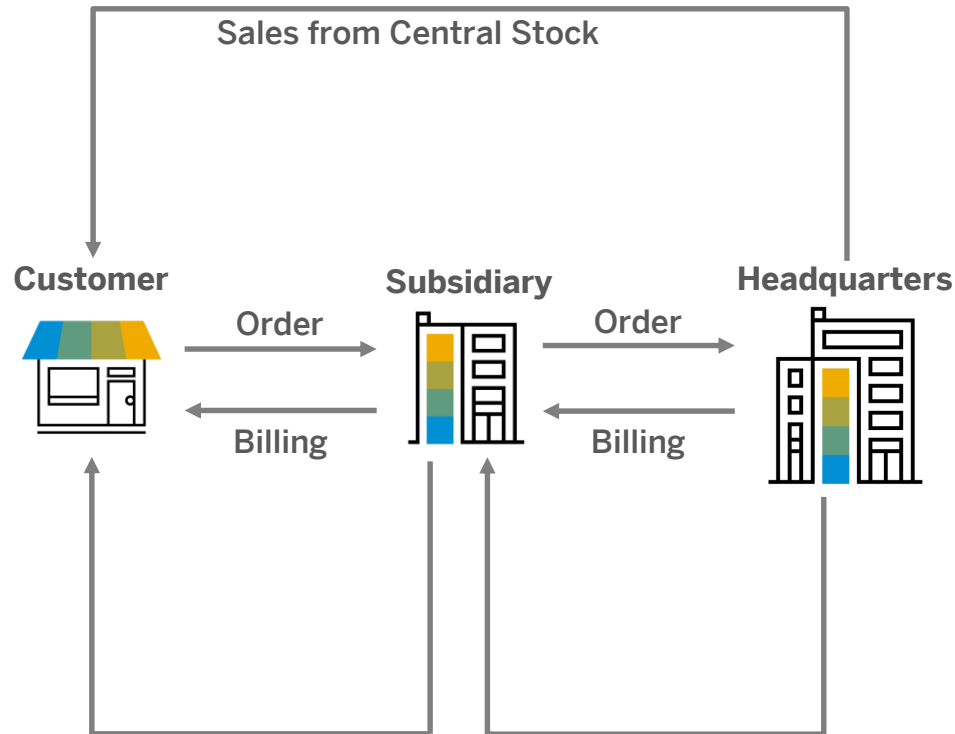 Sales from Central Stock
Customer
Subsidiary
Headquarters
Order
Order
Billing
Billing